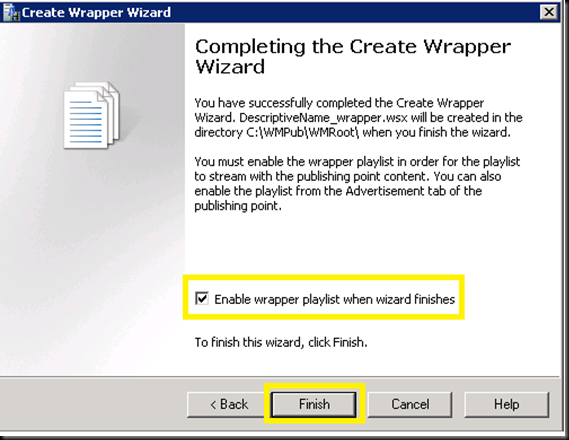 Create Wrapper Wizard
Completing the Create Wrapper
Wizard
You have successfully completed the Create Wrapper
Wizard. DescriptiveName_wrapper.wsx will be created in the
directory C:\WMPub\WMRoot\ when you finish the wizard.
You must enable the wrapper playlist in order for the playlist
to stream with the publishing point content. You can also
enable the playlist from the Advertisement tab of the
publishing point.
Enable wrapper playlist when wizard finishes
To finish this wizard, click Finish.
< Back Finish Cancel Help